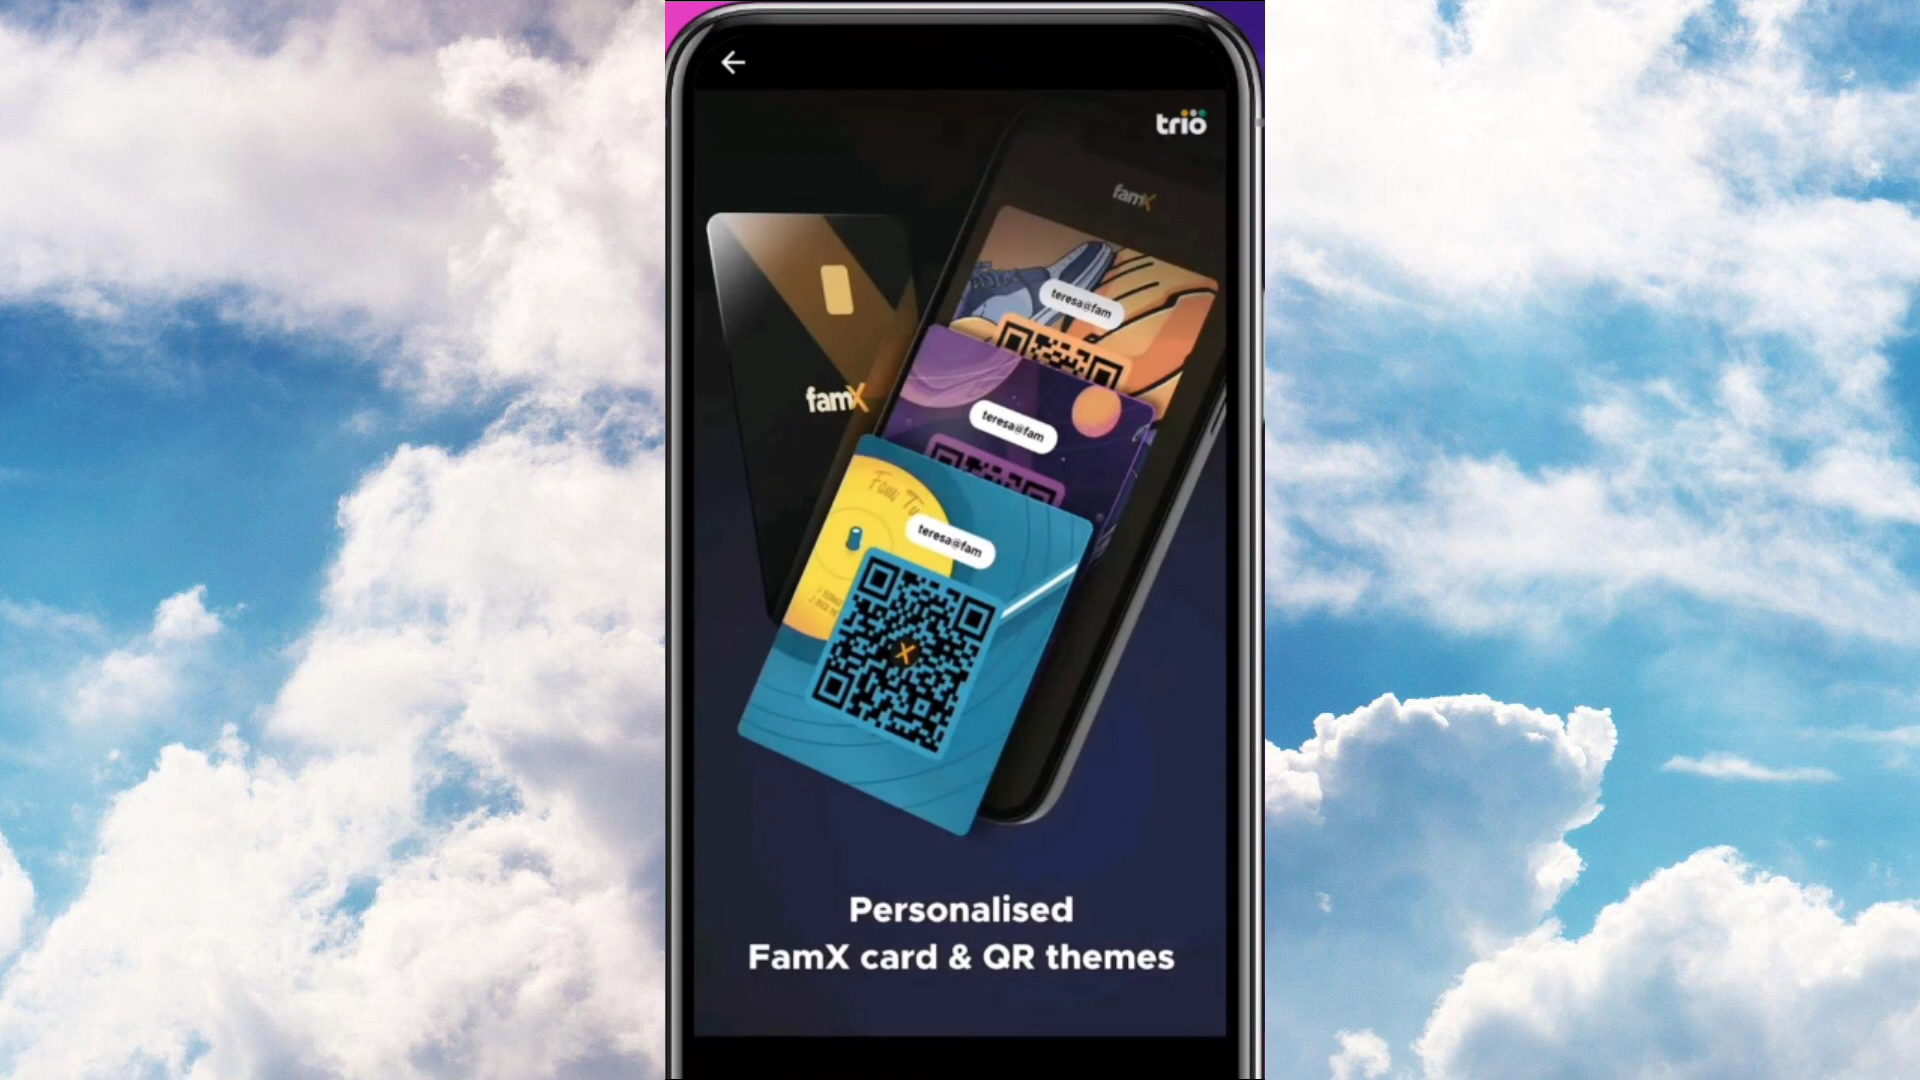 trio
famX
teresa@fam
famX
teresa@fam
teresa@fam
Personalised
FamX card & QR themes